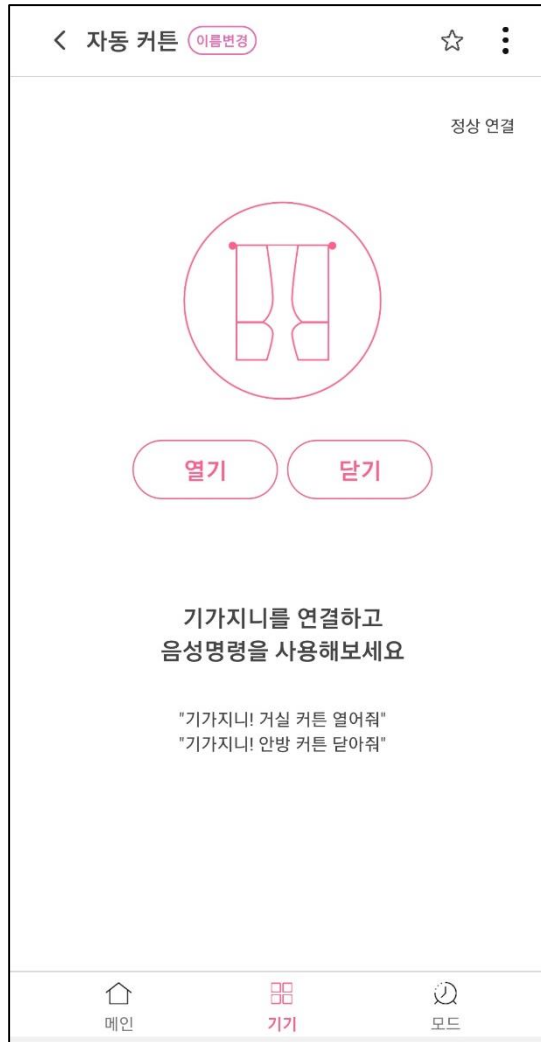 자동 커튼 이름변경
정상 연결
열기 닫기
기가지니를 연결하고
음성명령을 사용해보세요
"기가지니! 거실 커튼 열어줘"
"기가지니! 안방 커튼 닫아줘"
메인 기기 모드